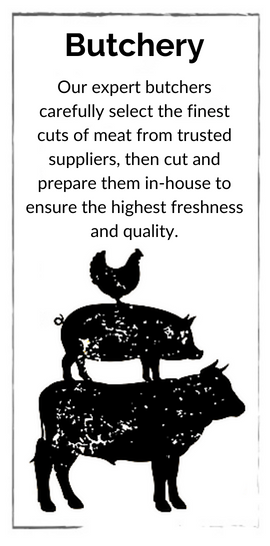 Butchery
Our expert butchers
carefully select the finest
cuts of meat from trusted
suppliers, then cut and
prepare them in-house to
ensure the highest freshness
and quality.